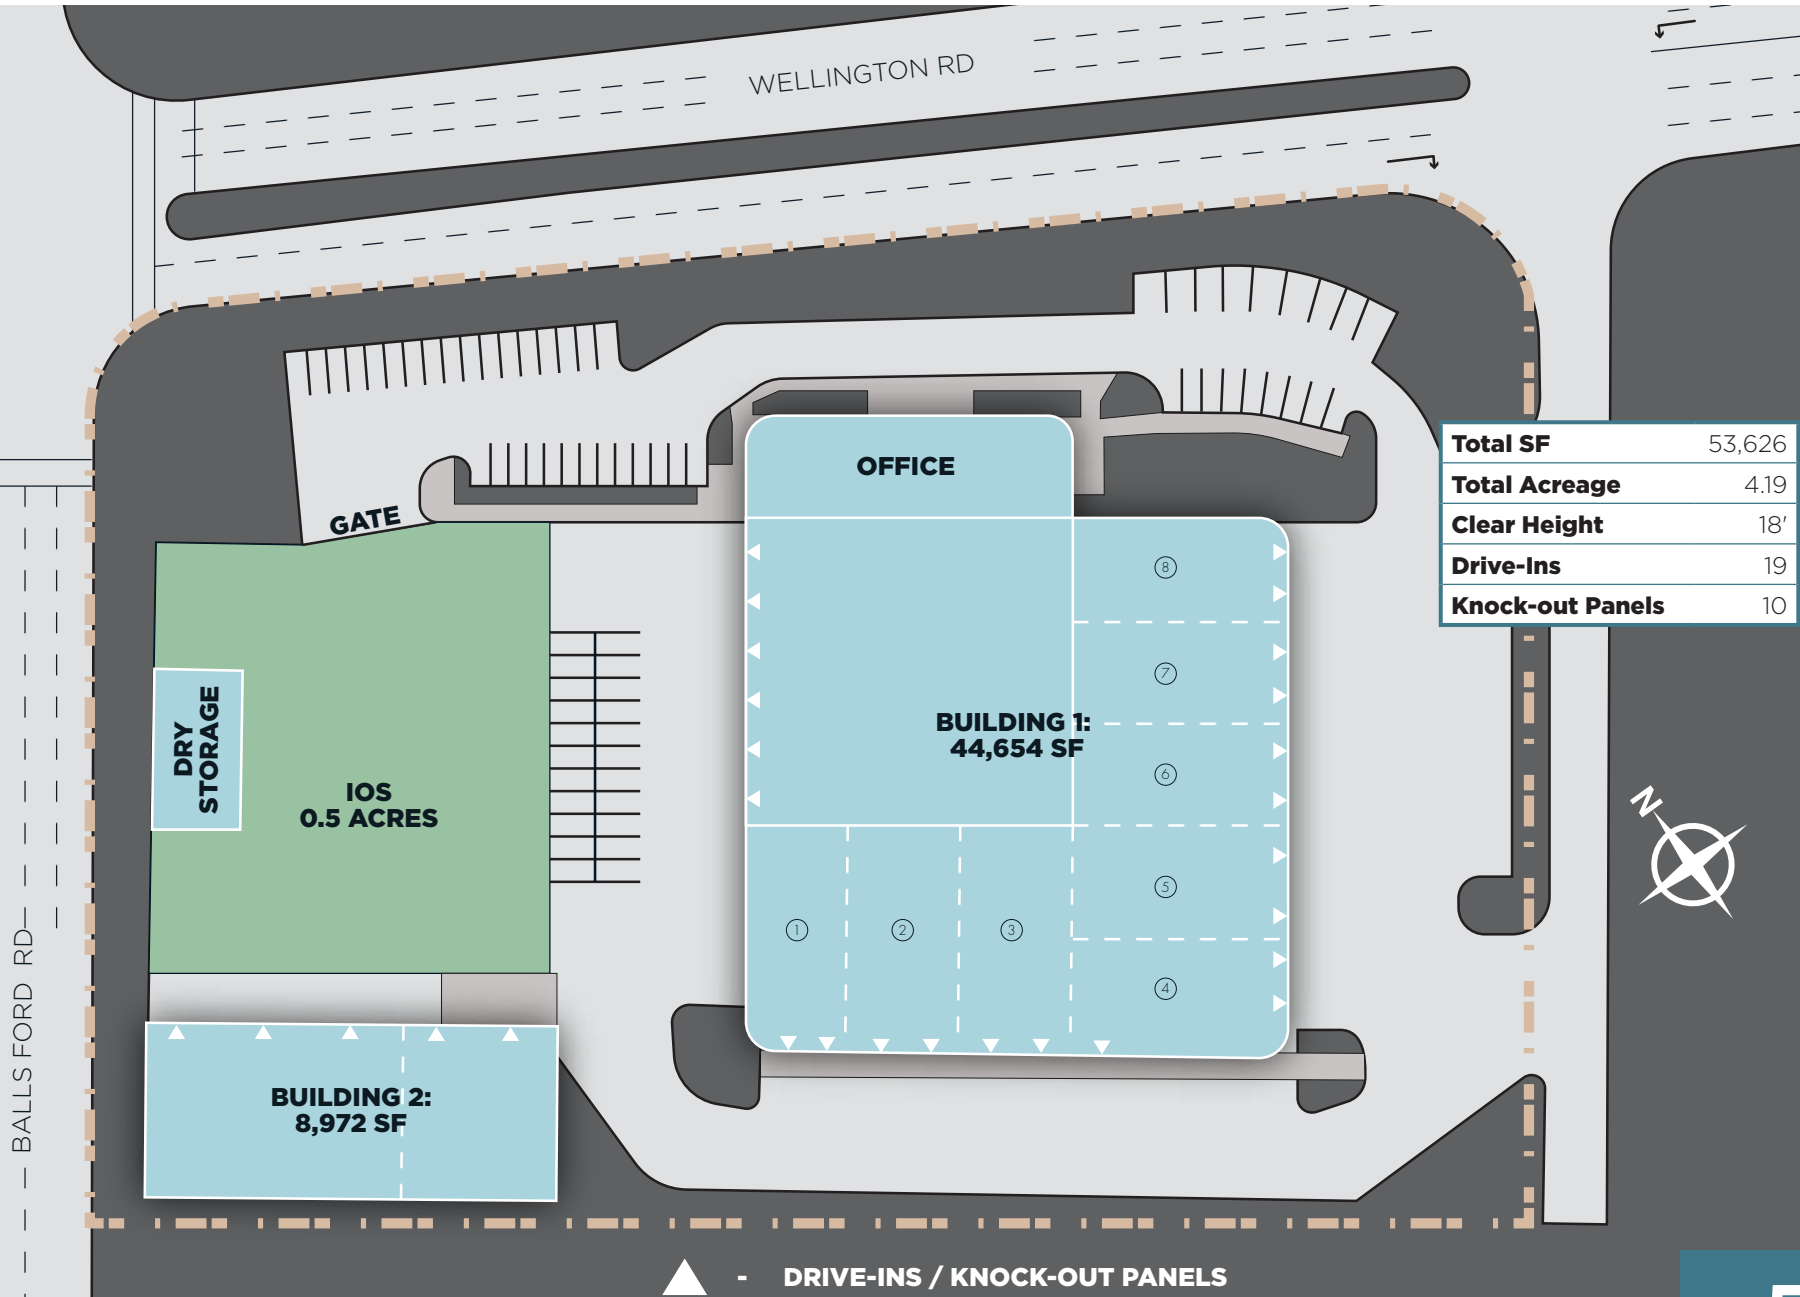 WELLINGTON RD
OFFICE
GATE
Total SF 53,626
Total Acreage 4.19
Clear Height 18'
Drive-Ins 19
Knock-out Panels 10
8
7
6
5
4
1
2
3
BUILDING 1:
44,654 SF
DRY
STORAGE
IOS
0.5 ACRES
N
BALLS FORD RD
BUILDING 2:
8,972 SF
- DRIVE-INS / KNOCK-OUT PANELS